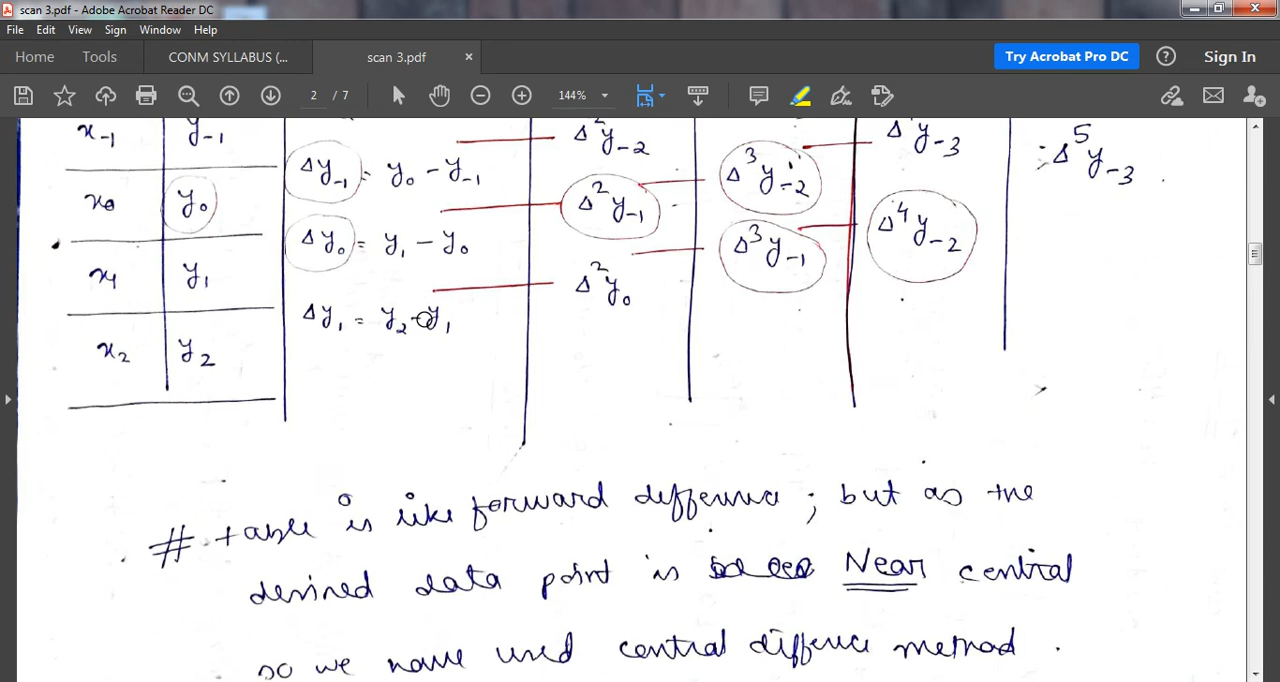 scan 3.pdf - Adobe Acrobat Reader DC
File Edit View Sign Window Help
Home Tools CONM SYLLABUS (... scan 3.pdf × Try Acrobat Pro DC Sign In
2 / 7 144%
x₋₁ y₋₁ Δ²y₋₂ Δ⁴y₋₃
Δy₋₁ = y₀ - y₋₁ Δ³y₋₂ Δ⁵y₋₃
x₀ y₀ Δ²y₋₁
Δy₀ = y₁ - y₀ Δ³y₋₁ Δ⁴y₋₂
x₁ y₁ Δ²y₀
Δy₁ = y₂ - y₁
x₂ y₂
# table is like forward difference ; but as the
desired data point is Near central
so we have used central diffence method .